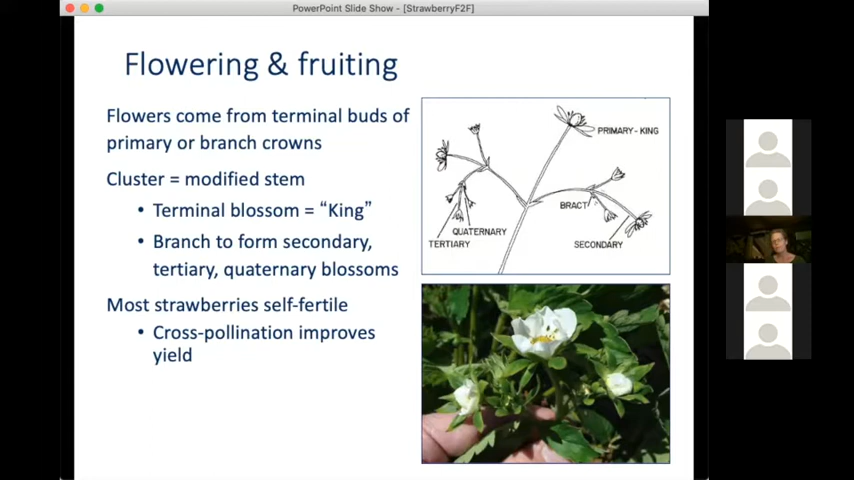 PowerPoint Slide Show - [StrawberryF2F]
Flowering & fruiting
Flowers come from terminal buds of
primary or branch crowns
Cluster = modified stem
• Terminal blossom = “King”
• Branch to form secondary,
tertiary, quaternary blossoms
Most strawberries self-fertile
• Cross-pollination improves
yield
PRIMARY - KING
BRACT
QUATERNARY
TERTIARY
SECONDARY